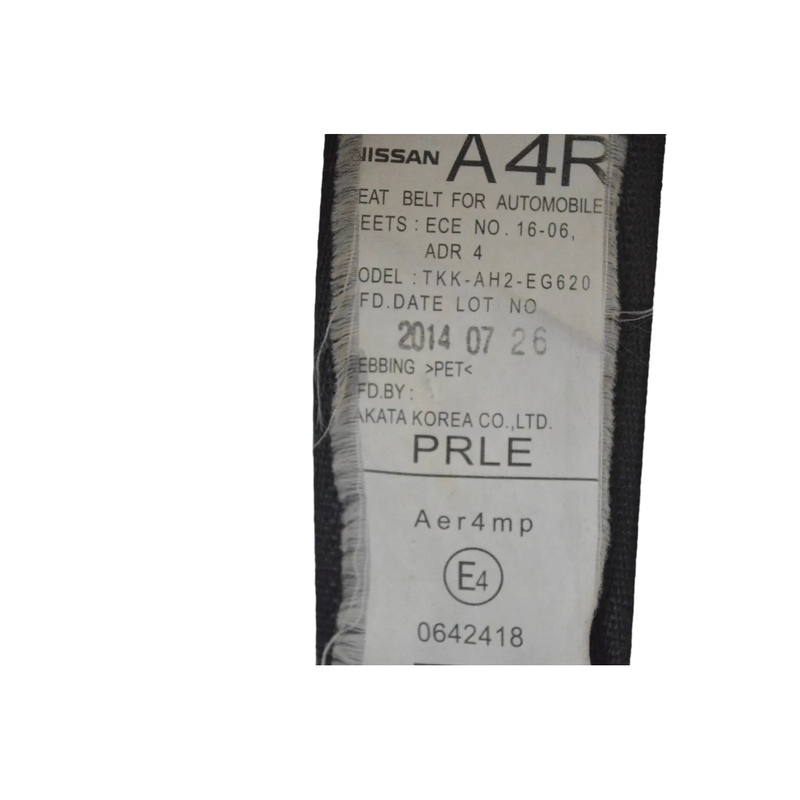 NISSAN A4R
EAT BELT FOR AUTOMOBILE
EETS : ECE NO. 16-06,
ADR 4
ODEL : TKK-AH2-EG620
FD.DATE LOT NO
2014 07 26
EBBING >PET<
FD.BY :
AKATA KOREA CO.,LTD.
PRLE
Aer4mp
E4
0642418